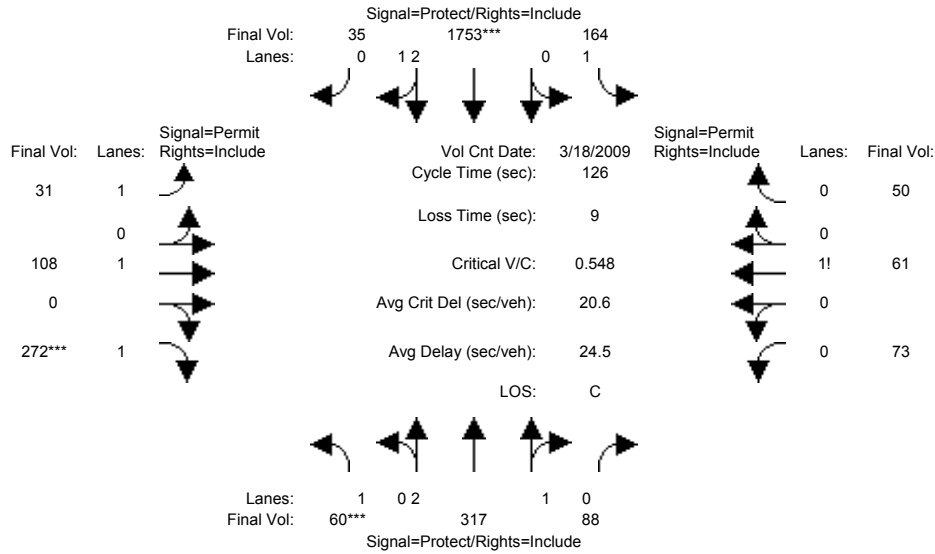 Signal=Protect/Rights=Include
Final Vol: 35 1753*** 164
Lanes: 0 1 2 0 1
Signal=Permit Signal=Permit
Final Vol: Lanes: Rights=Include Vol Cnt Date: 3/18/2009 Rights=Include Lanes: Final Vol:
Cycle Time (sec): 126
31 1 0 50
Loss Time (sec): 9
0 0
108 1 Critical V/C: 0.548 1! 61
0 0 Avg Crit Del (sec/veh): 20.6 0
272*** 1 Avg Delay (sec/veh): 24.5 0 73
LOS: C
Lanes: 1 0 2 1 0
Final Vol: 60*** 317 88
Signal=Protect/Rights=Include